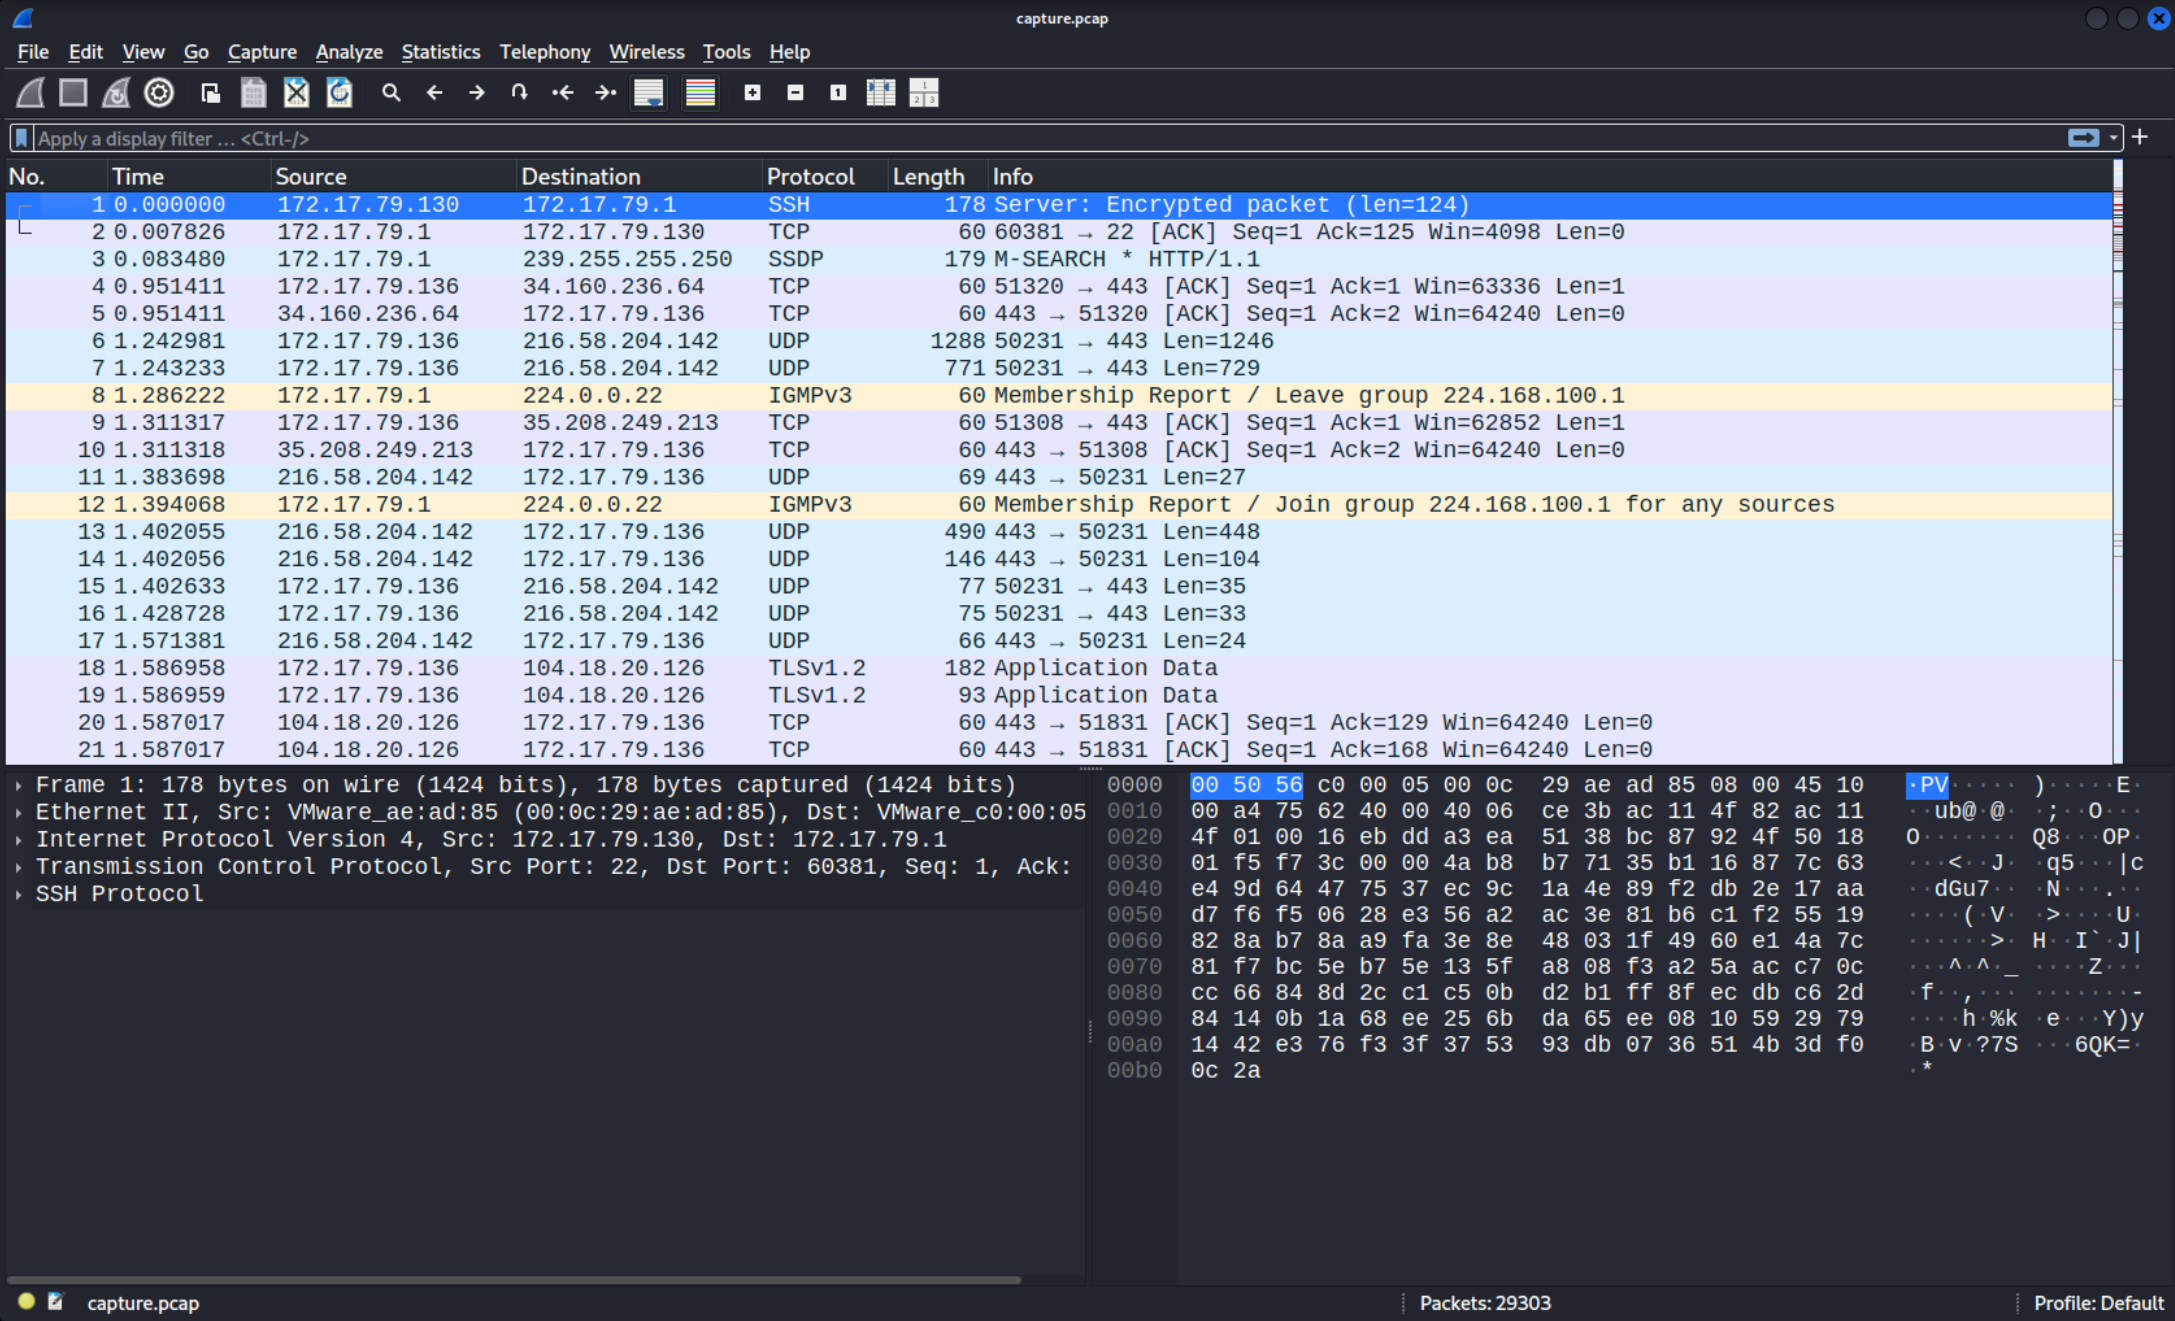 capture.pcap
File Edit View Go Capture Analyze Statistics Telephony Wireless Tools Help
Apply a display filter … <Ctrl-/>
No. Time Source Destination Protocol Length Info
1 0.000000 172.17.79.130 172.17.79.1 SSH 178 Server: Encrypted packet (len=124)
2 0.007826 172.17.79.1 172.17.79.130 TCP 60 60381 → 22 [ACK] Seq=1 Ack=125 Win=4098 Len=0
3 0.083480 172.17.79.1 239.255.255.250 SSDP 179 M-SEARCH * HTTP/1.1
4 0.951411 172.17.79.136 34.160.236.64 TCP 60 51320 → 443 [ACK] Seq=1 Ack=1 Win=63336 Len=1
5 0.951411 34.160.236.64 172.17.79.136 TCP 60 443 → 51320 [ACK] Seq=1 Ack=2 Win=64240 Len=0
6 1.242981 172.17.79.136 216.58.204.142 UDP 1288 50231 → 443 Len=1246
7 1.243233 172.17.79.136 216.58.204.142 UDP 771 50231 → 443 Len=729
8 1.286222 172.17.79.1 224.0.0.22 IGMPv3 60 Membership Report / Leave group 224.168.100.1
9 1.311317 172.17.79.136 35.208.249.213 TCP 60 51308 → 443 [ACK] Seq=1 Ack=1 Win=62852 Len=1
10 1.311318 35.208.249.213 172.17.79.136 TCP 60 443 → 51308 [ACK] Seq=1 Ack=2 Win=64240 Len=0
11 1.383698 216.58.204.142 172.17.79.136 UDP 69 443 → 50231 Len=27
12 1.394068 172.17.79.1 224.0.0.22 IGMPv3 60 Membership Report / Join group 224.168.100.1 for any sources
13 1.402055 216.58.204.142 172.17.79.136 UDP 490 443 → 50231 Len=448
14 1.402056 216.58.204.142 172.17.79.136 UDP 146 443 → 50231 Len=104
15 1.402633 172.17.79.136 216.58.204.142 UDP 77 50231 → 443 Len=35
16 1.428728 172.17.79.136 216.58.204.142 UDP 75 50231 → 443 Len=33
17 1.571381 216.58.204.142 172.17.79.136 UDP 66 443 → 50231 Len=24
18 1.586958 172.17.79.136 104.18.20.126 TLSv1.2 182 Application Data
19 1.586959 172.17.79.136 104.18.20.126 TLSv1.2 93 Application Data
20 1.587017 104.18.20.126 172.17.79.136 TCP 60 443 → 51831 [ACK] Seq=1 Ack=129 Win=64240 Len=0
21 1.587017 104.18.20.126 172.17.79.136 TCP 60 443 → 51831 [ACK] Seq=1 Ack=168 Win=64240 Len=0
Frame 1: 178 bytes on wire (1424 bits), 178 bytes captured (1424 bits)
Ethernet II, Src: VMware_ae:ad:85 (00:0c:29:ae:ad:85), Dst: VMware_c0:00:05
Internet Protocol Version 4, Src: 172.17.79.130, Dst: 172.17.79.1
Transmission Control Protocol, Src Port: 22, Dst Port: 60381, Seq: 1, Ack:
SSH Protocol
0000 00 50 56 c0 00 05 00 0c 29 ae ad 85 08 00 45 10 ·PV····· )·····E·
0010 00 a4 75 62 40 00 40 06 ce 3b ac 11 4f 82 ac 11 ··ub@·@· ·;··O···
0020 4f 01 00 16 eb dd a3 ea 51 38 bc 87 92 4f 50 18 O······· Q8···OP·
0030 01 f5 f7 3c 00 00 4a b8 b7 71 35 b1 16 87 7c 63 ···<··J· ·q5···|c
0040 e4 9d 64 47 75 37 ec 9c 1a 4e 89 f2 db 2e 17 aa ··dGu7·· ·N···.··
0050 d7 f6 f5 06 28 e3 56 a2 ac 3e 81 b6 c1 f2 55 19 ····(·V· ·>····U·
0060 82 8a b7 8a a9 fa 3e 8e 48 03 1f 49 60 e1 4a 7c ······>· H··I`·J|
0070 81 f7 bc 5e b7 5e 13 5f a8 08 f3 a2 5a ac c7 0c ···^·^·_ ····Z···
0080 cc 66 84 8d 2c c1 c5 0b d2 b1 ff 8f ec db c6 2d ·f··,··· ·······-
0090 84 14 0b 1a 68 ee 25 6b da 65 ee 08 10 59 29 79 ····h·%k ·e···Y)y
00a0 14 42 e3 76 f3 3f 37 53 93 db 07 36 51 4b 3d f0 ·B·v·?7S ···6QK=·
00b0 0c 2a ·*
capture.pcap Packets: 29303 Profile: Default